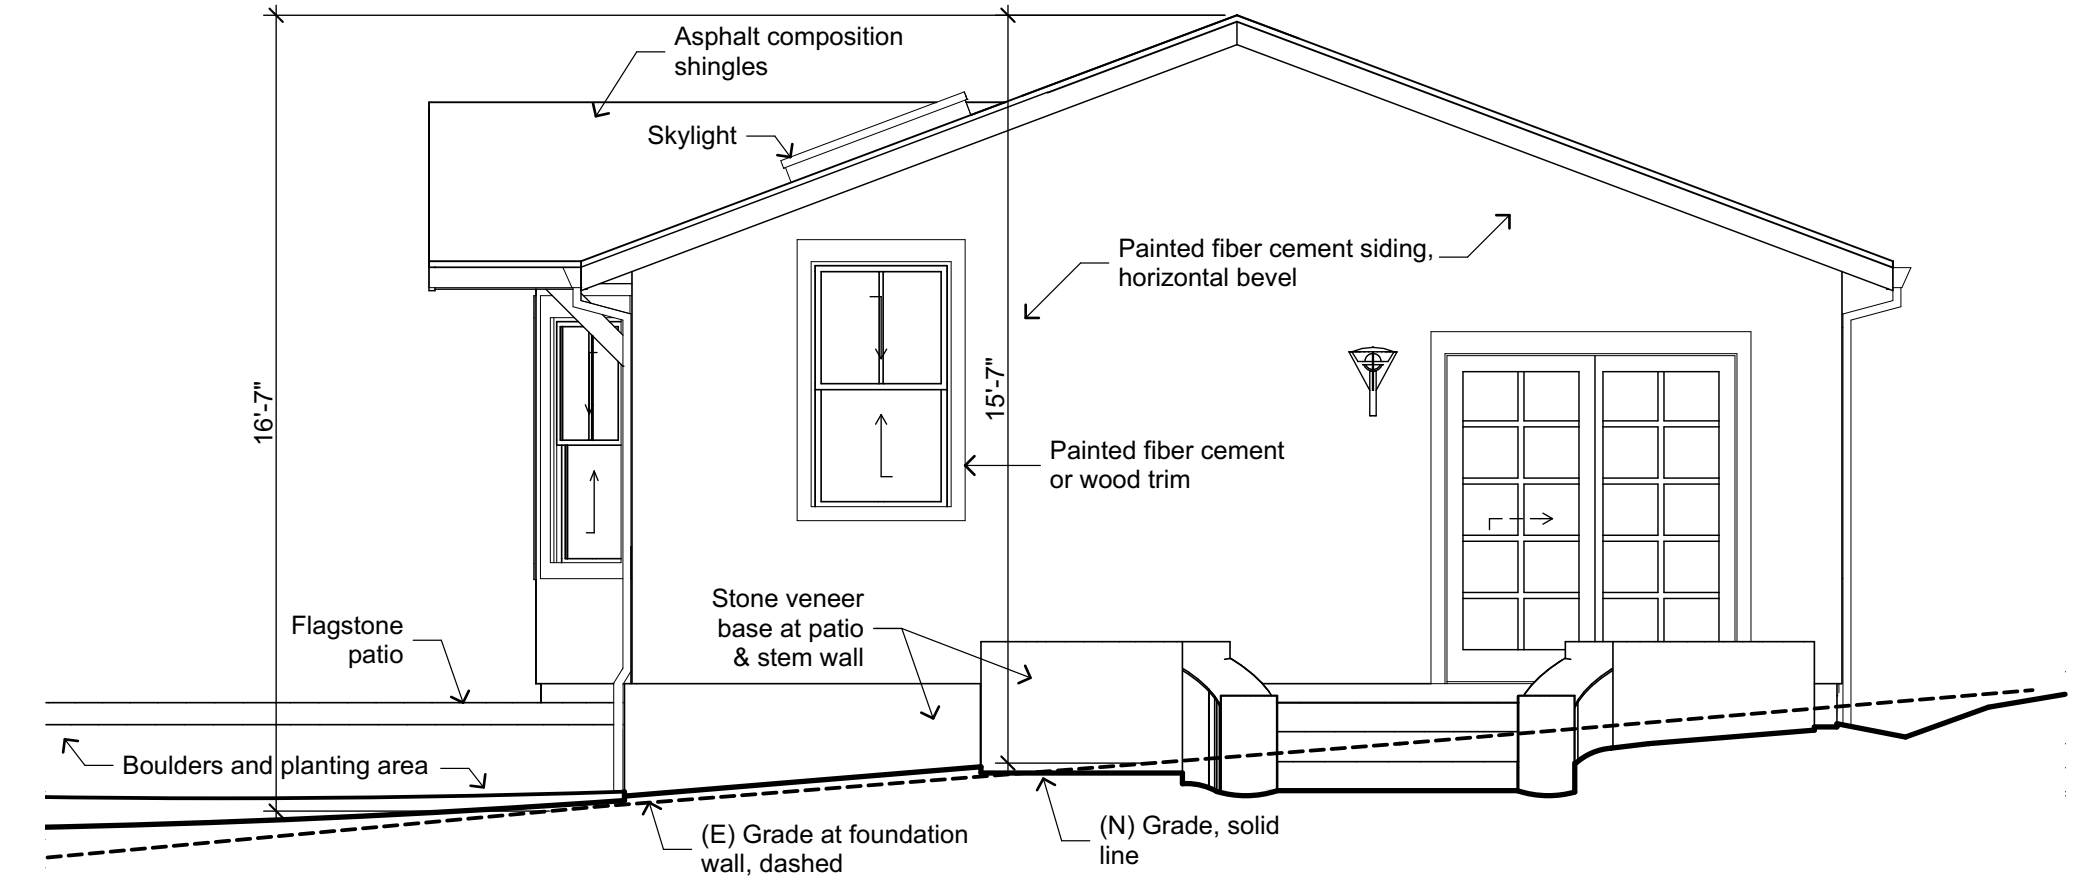 Asphalt composition
shingles
Skylight
Painted fiber cement siding,
horizontal bevel
16'-7"
15'-7"
Painted fiber cement
or wood trim
Stone veneer
base at patio
& stem wall
Flagstone
patio
Boulders and planting area
(E) Grade at foundation
wall, dashed
(N) Grade, solid
line